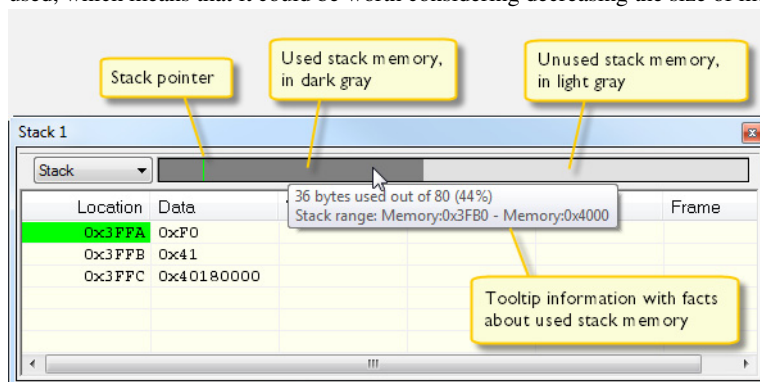 Stack pointer
Used stack memory,
in dark gray
Unused stack memory,
in light gray
Stack 1
Stack
36 bytes used out of 80 (44%)
Stack range: Memory:0x3FB0 - Memory:0x4000
Location Data Frame
0x3FFA 0xF0
0x3FFB 0x41
0x3FFC 0x40180000
Tooltip information with facts
about used stack memory